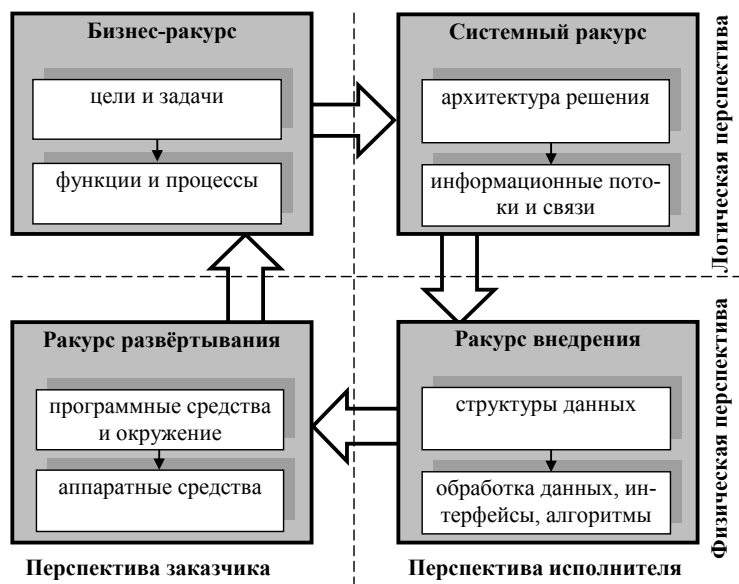 Бизнес-ракурс
цели и задачи
функции и процессы
Системный ракурс
архитектура решения
информационные пото-
ки и связи
Логическая перспектива
Ракурс развёртывания
программные средства
и окружение
аппаратные средства
Ракурс внедрения
структуры данных
обработка данных, ин-
терфейсы, алгоритмы
Физическая перспектива
Перспектива заказчика
Перспектива исполнителя